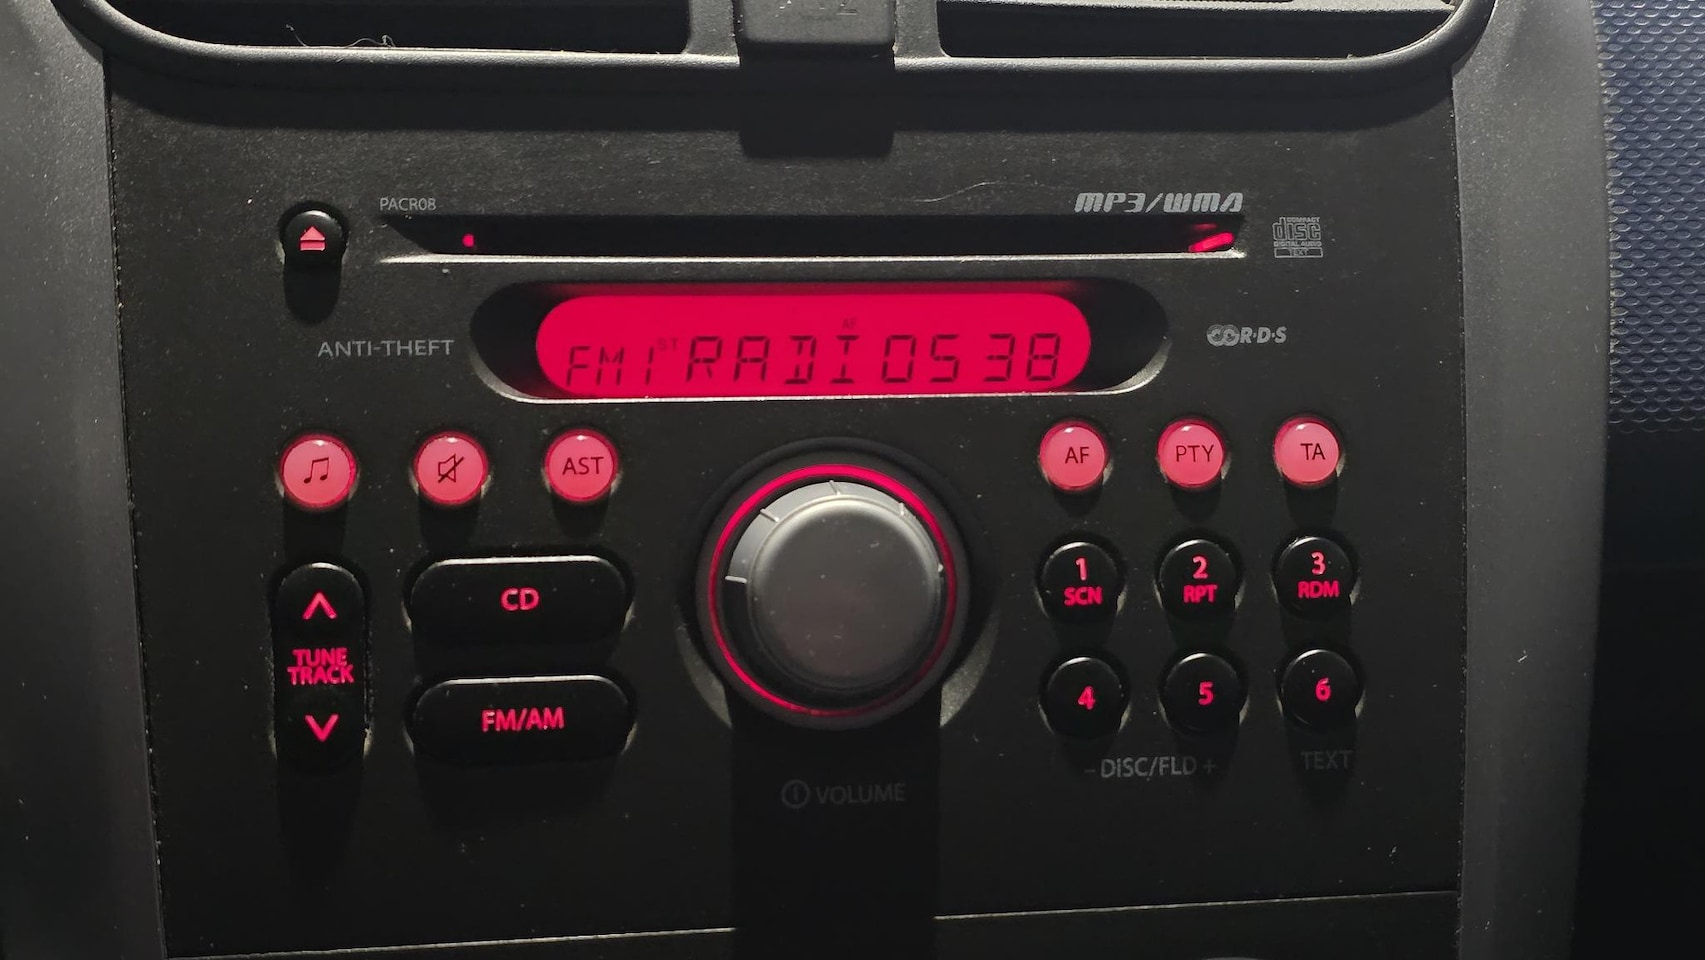 PACR08
MP3/WMA
COMPACT
disc
DIGITAL AUDIO
TEXT
ANTI-THEFT
AF
FM1 ST RADIO538
R·D·S
AST
AF
PTY
TA
1
SCN
2
RPT
3
RDM
CD
TUNE
TRACK
FM/AM
4
5
6
-DISC/FLD+
TEXT
VOLUME